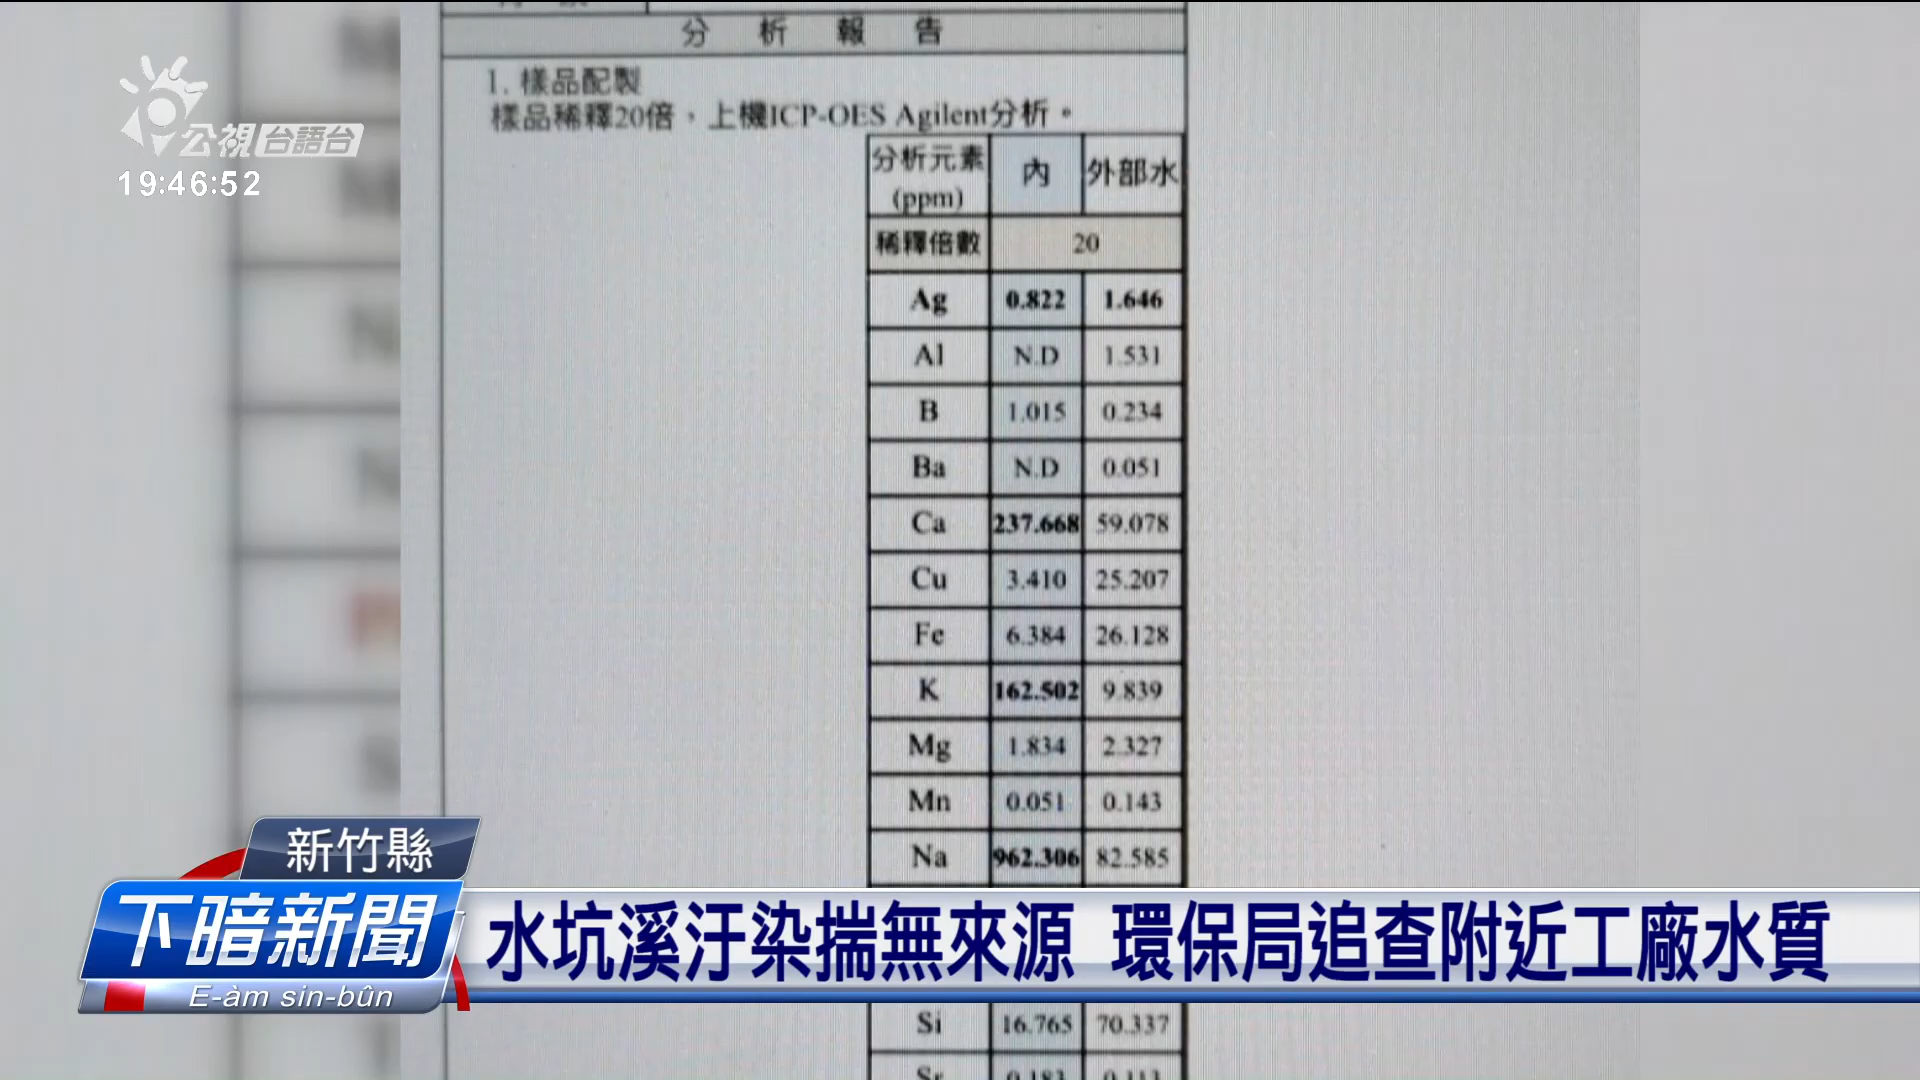 分析報告
1. 樣品配製
樣品稀釋20倍，上機ICP-OES Agilent分析。
公視台語台
19:46:52
分析元素(ppm) 內 外部水
稀釋倍數 20
Ag 0.822 1.646
Al N.D 1.531
B 1.015 0.234
Ba N.D 0.051
Ca 237.668 59.078
Cu 3.410 25.207
Fe 6.384 26.128
K 162.502 9.839
Mg 1.834 2.327
Mn 0.051 0.143
Na 962.306 82.585
新竹縣
下暗新聞
水坑溪汙染揣無來源 環保局追查附近工廠水質
E-àm sin-bûn
Si 16.765 70.337
Sr 0.183 0.113